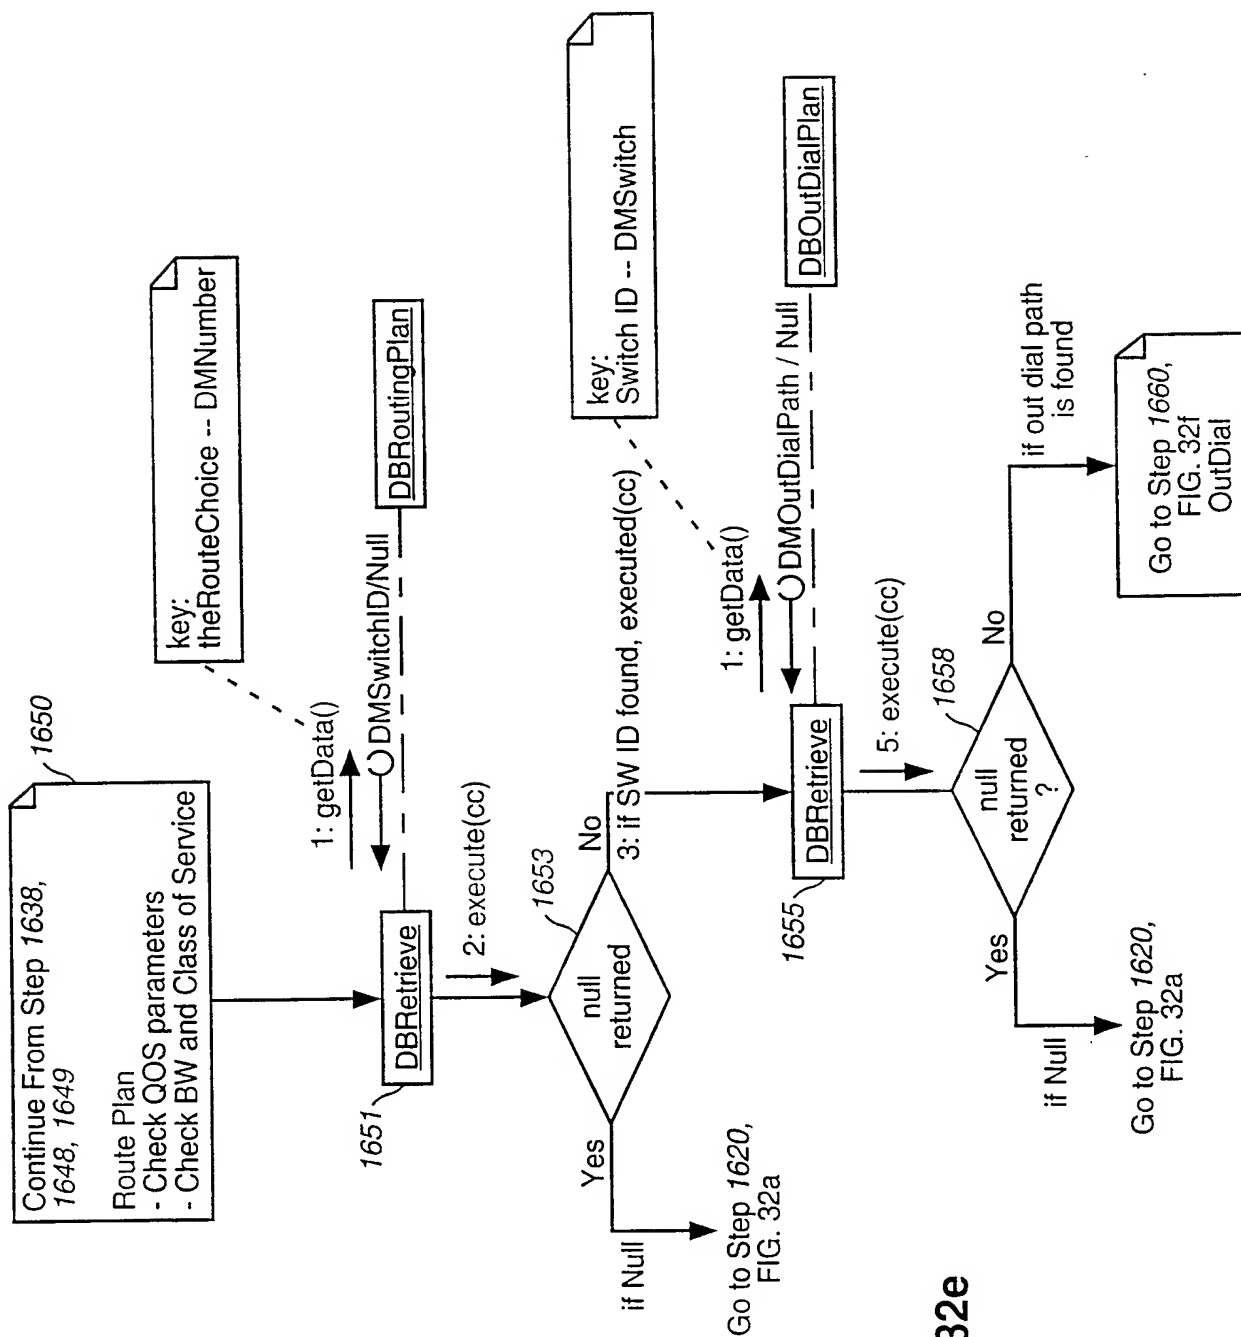 Continue From Step 1638,
1648, 1649
Route Plan
- Check QOS parameters
- Check BW and Class of Service
1650
key:
theRouteChoice -- DMNumber
1: getData()
DMSwitchID/Null
DBRetrieve
1651
DBRoutingPlan
2: execute(cc)
null
returned
1653
Yes
if Null
Go to Step 1620,
FIG. 32a
No
3: if SW ID found, executed(cc)
key:
Switch ID -- DMSwitch
1: getData()
DMOutDialPath / Null
DBRetrieve
1655
DBOutDialPlan
5: execute(cc)
null
returned
?
1658
Yes
if Null
Go to Step 1620,
FIG. 32a
No
if out dial path
is found
Go to Step 1660,
FIG. 32f
OutDial
32e